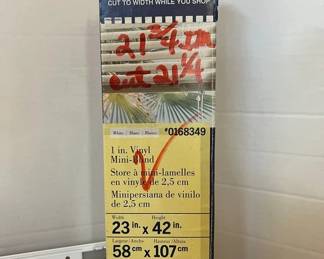 CUT TO WIDTH WHILE YOU SHOP
21 3/4 IM
cut 21 1/4
White Blanc Blanco
#0168349
1 in. Vinyl
Mini-Blind
Store à mini-lamelles
en vinyle de 2,5 cm
Minipersiana de vinilo
de 2,5 cm
Width Height
23 in. x 42 in.
Largeur/Ancho Hauteur/Altura
58 cm x 107 cm